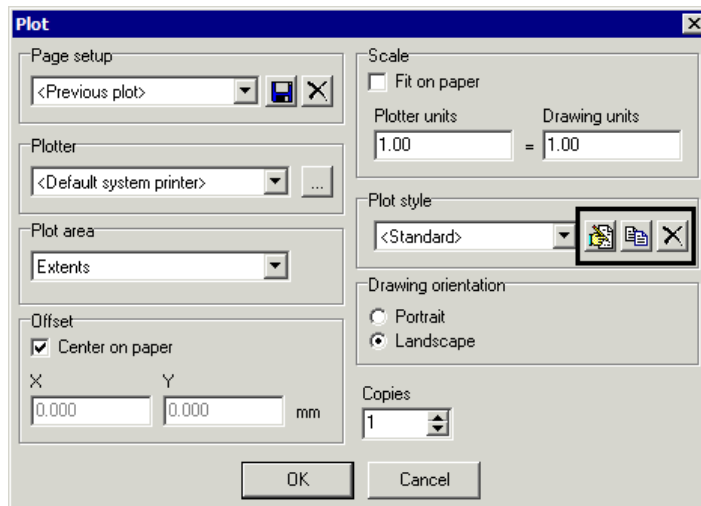 Plot
Page setup
<Previous plot>
Plotter
<Default system printer>
...
Plot area
Extents
Offset
Center on paper
X Y
0.000 0.000 mm
Scale
Fit on paper
Plotter units Drawing units
1.00 = 1.00
Plot style
<Standard>
Drawing orientation
Portrait
Landscape
Copies
1
OK Cancel